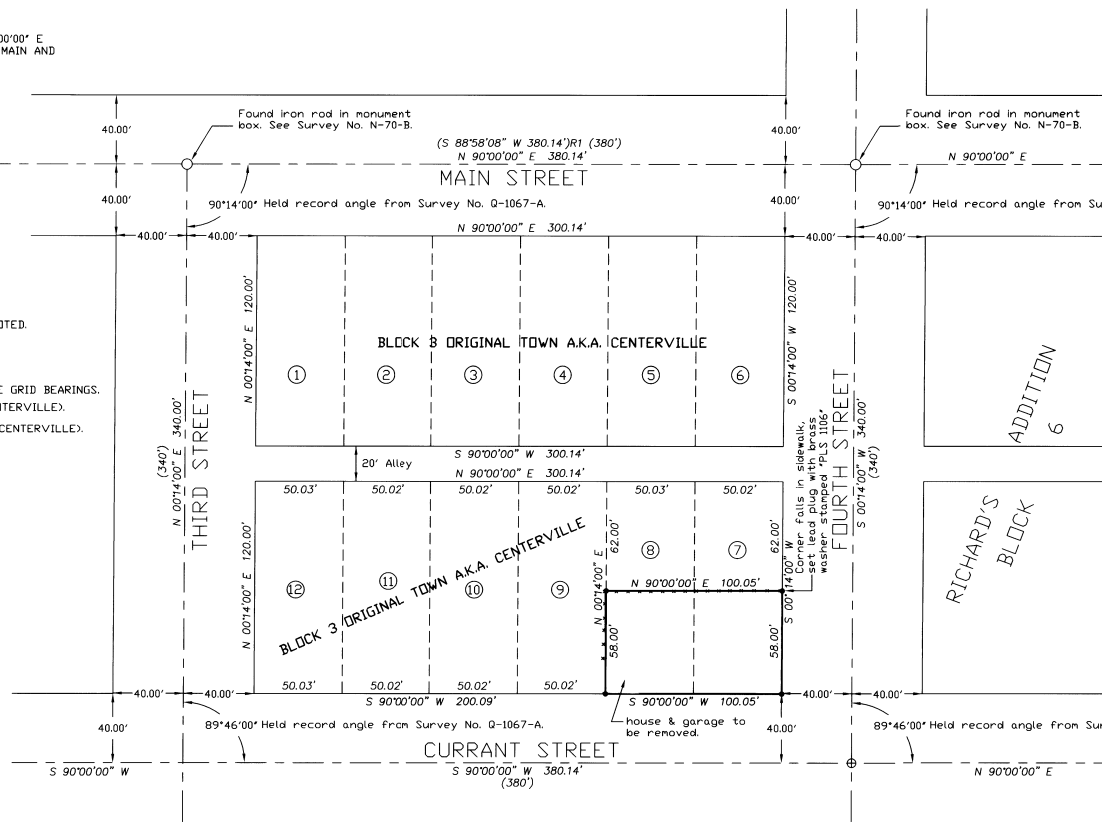 00'00" E
MAIN AND
Found iron rod in monument
box. See Survey No. N-70-B.
Found iron rod in monument
box. See Survey No. N-70-B.
40.00'
40.00'
(S 88°58'08" W 380.14')R1 (380')
N 90°00'00" E 380.14'
N 90°00'00" E
MAIN STREET
40.00'
40.00'
90°14'00" Held record angle from Survey No. Q-1067-A.
90°14'00" Held record angle from Su
N 90°00'00" E 300.14'
40.00'
40.00'
40.00'
40.00'
N 00°14'00" E 120.00'
S 00°14'00" W 120.00'
OTED.
BLOCK 3 ORIGINAL TOWN A.K.A. CENTERVILLE
1
2
3
4
5
6
E GRID BEARINGS.
NTERVILLE).
CENTERVILLE).
ADDITION
6
THIRD STREET
N 00°14'00" E 340.00'
(340')
FOURTH STREET
S 00°14'00" W 340.00'
(340')
Corner falls in sidewalk,
set lead plug with brass
washer stamped "PLS 1106"
S 90°00'00" W 300.14'
20' Alley
N 90°00'00" E 300.14'
50.03'
50.02'
50.02'
50.02'
50.03'
50.02'
N 00°14'00" E 120.00'
62.00'
62.00'
N 00°14'00" E
S 00°14'00" W
8
7
RICHARD'S
BLOCK
N 90°00'00" E 100.05'
12
11
10
9
BLOCK 3 ORIGINAL TOWN A.K.A. CENTERVILLE
58.00'
58.00'
50.03'
50.02'
50.02'
50.02'
40.00'
40.00'
S 90°00'00" W 200.09'
S 90°00'00" W 100.05'
40.00'
40.00'
40.00'
89°46'00" Held record angle from Survey No. Q-1067-A.
house & garage to
be removed.
40.00'
89°46'00" Held record angle from Su
CURRANT STREET
S 90°00'00" W
S 90°00'00" W 380.14'
(380')
N 90°00'00" E